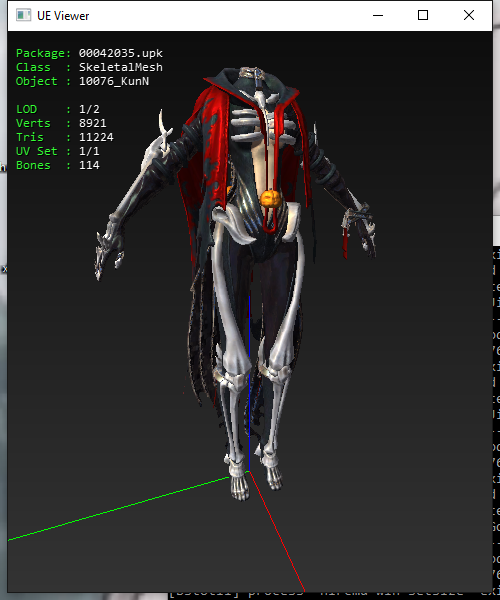 UE Viewer
Package: 00042035.upk
Class : SkeletalMesh
Object : 10076_KunN
LOD : 1/2
Verts : 8921
Tris : 11224
UV Set : 1/1
Bones : 114